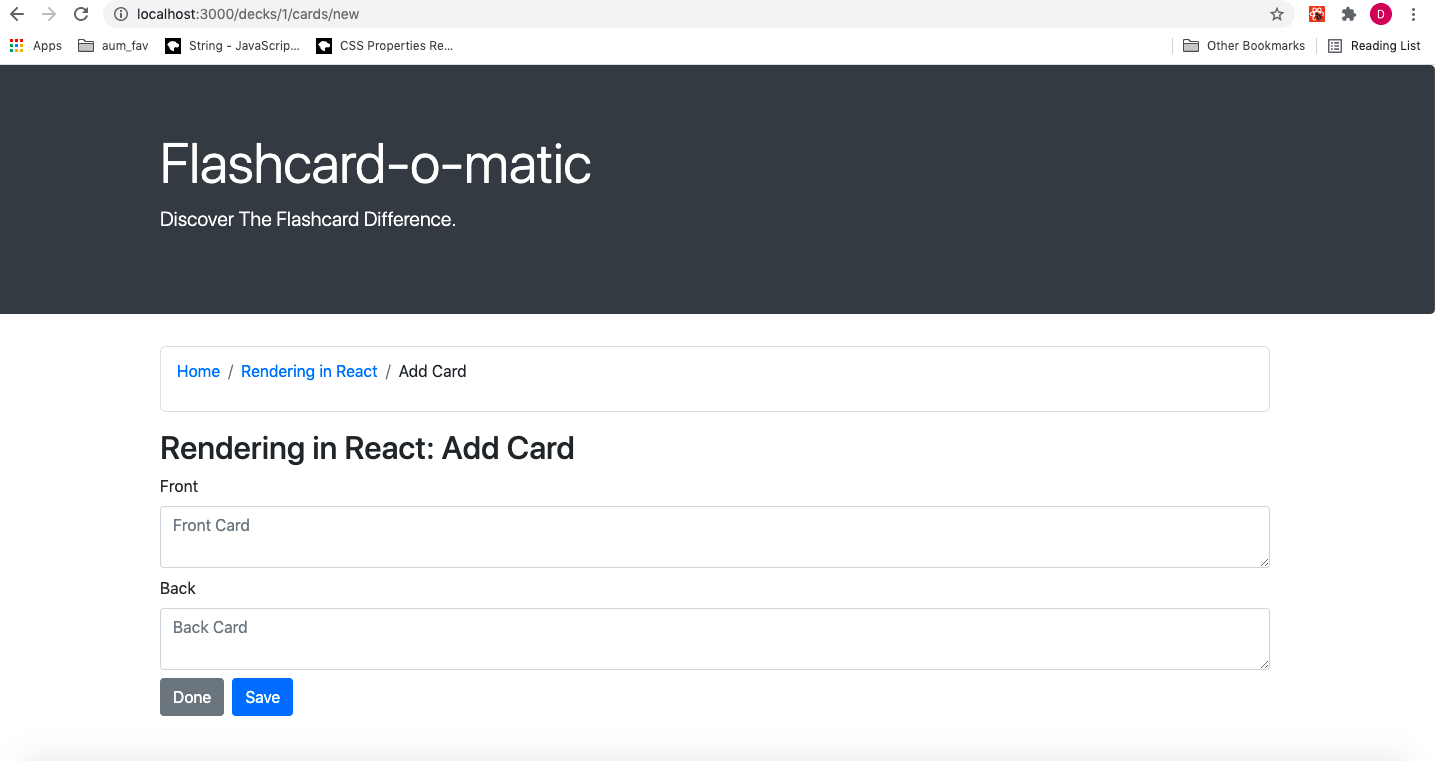 localhost:3000/decks/1/cards/new
D
Apps aum_fav String - JavaScrip... CSS Properties Re... Other Bookmarks Reading List
Flashcard-o-matic
Discover The Flashcard Difference.
Home / Rendering in React / Add Card
Rendering in React: Add Card
Front
Front Card
Back
Back Card
Done Save